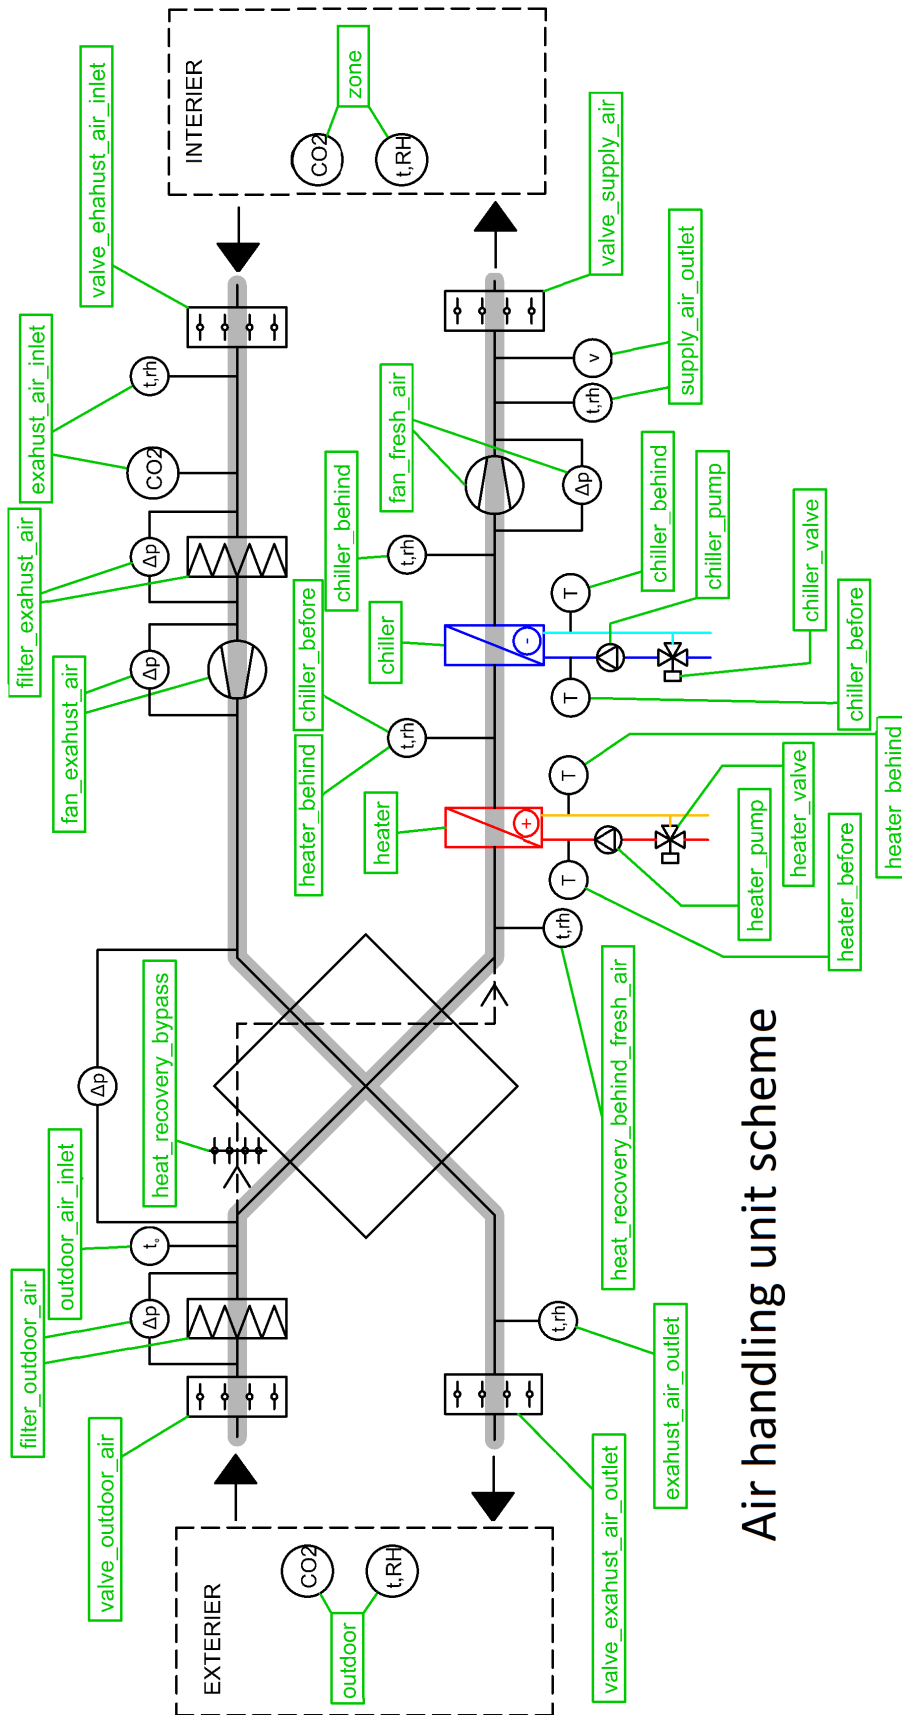 filter_outdoor_air
filter_exahust_air
exahust_air_inlet
outdoor_air_inlet
fan_exahust_air
valve_outdoor_air
Δp
valve_ehahust_air_inlet
Δp
tₒ
Δp
Δp
CO2
t,rh
heat_recovery_bypass
EXTERIER
INTERIER
CO2
heater_behind
chiller_before
chiller_behind
CO2
outdoor
zone
heater
chiller
fan_fresh_air
t,RH
t,rh
t,rh
t,RH
+
-
t,rh
t,rh
T
T
T
T
Δp
t,rh
v
valve_exahust_air_outlet
heat_recovery_behind_fresh_air
valve_supply_air
exahust_air_outlet
chiller_behind
supply_air_outlet
chiller_pump
heater_pump
heater_valve
chiller_valve
heater_before
chiller_before
heater_behind
Air handling unit scheme